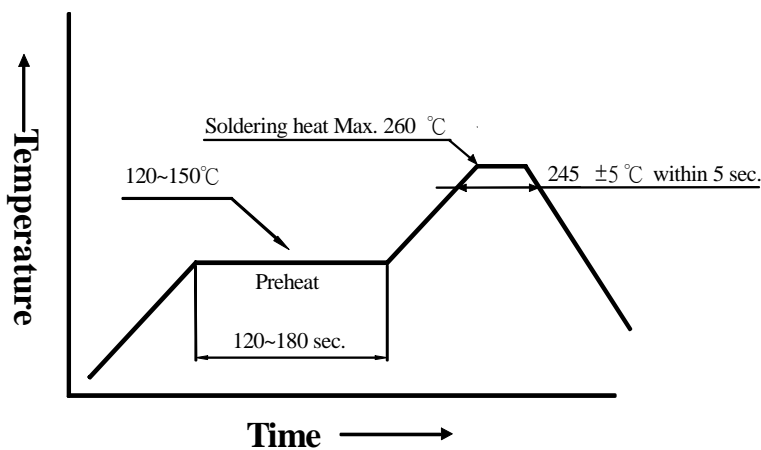 Temperature
Soldering heat Max. 260 ℃
120~150℃
245 ±5 ℃ within 5 sec.
Preheat
120~180 sec.
Time